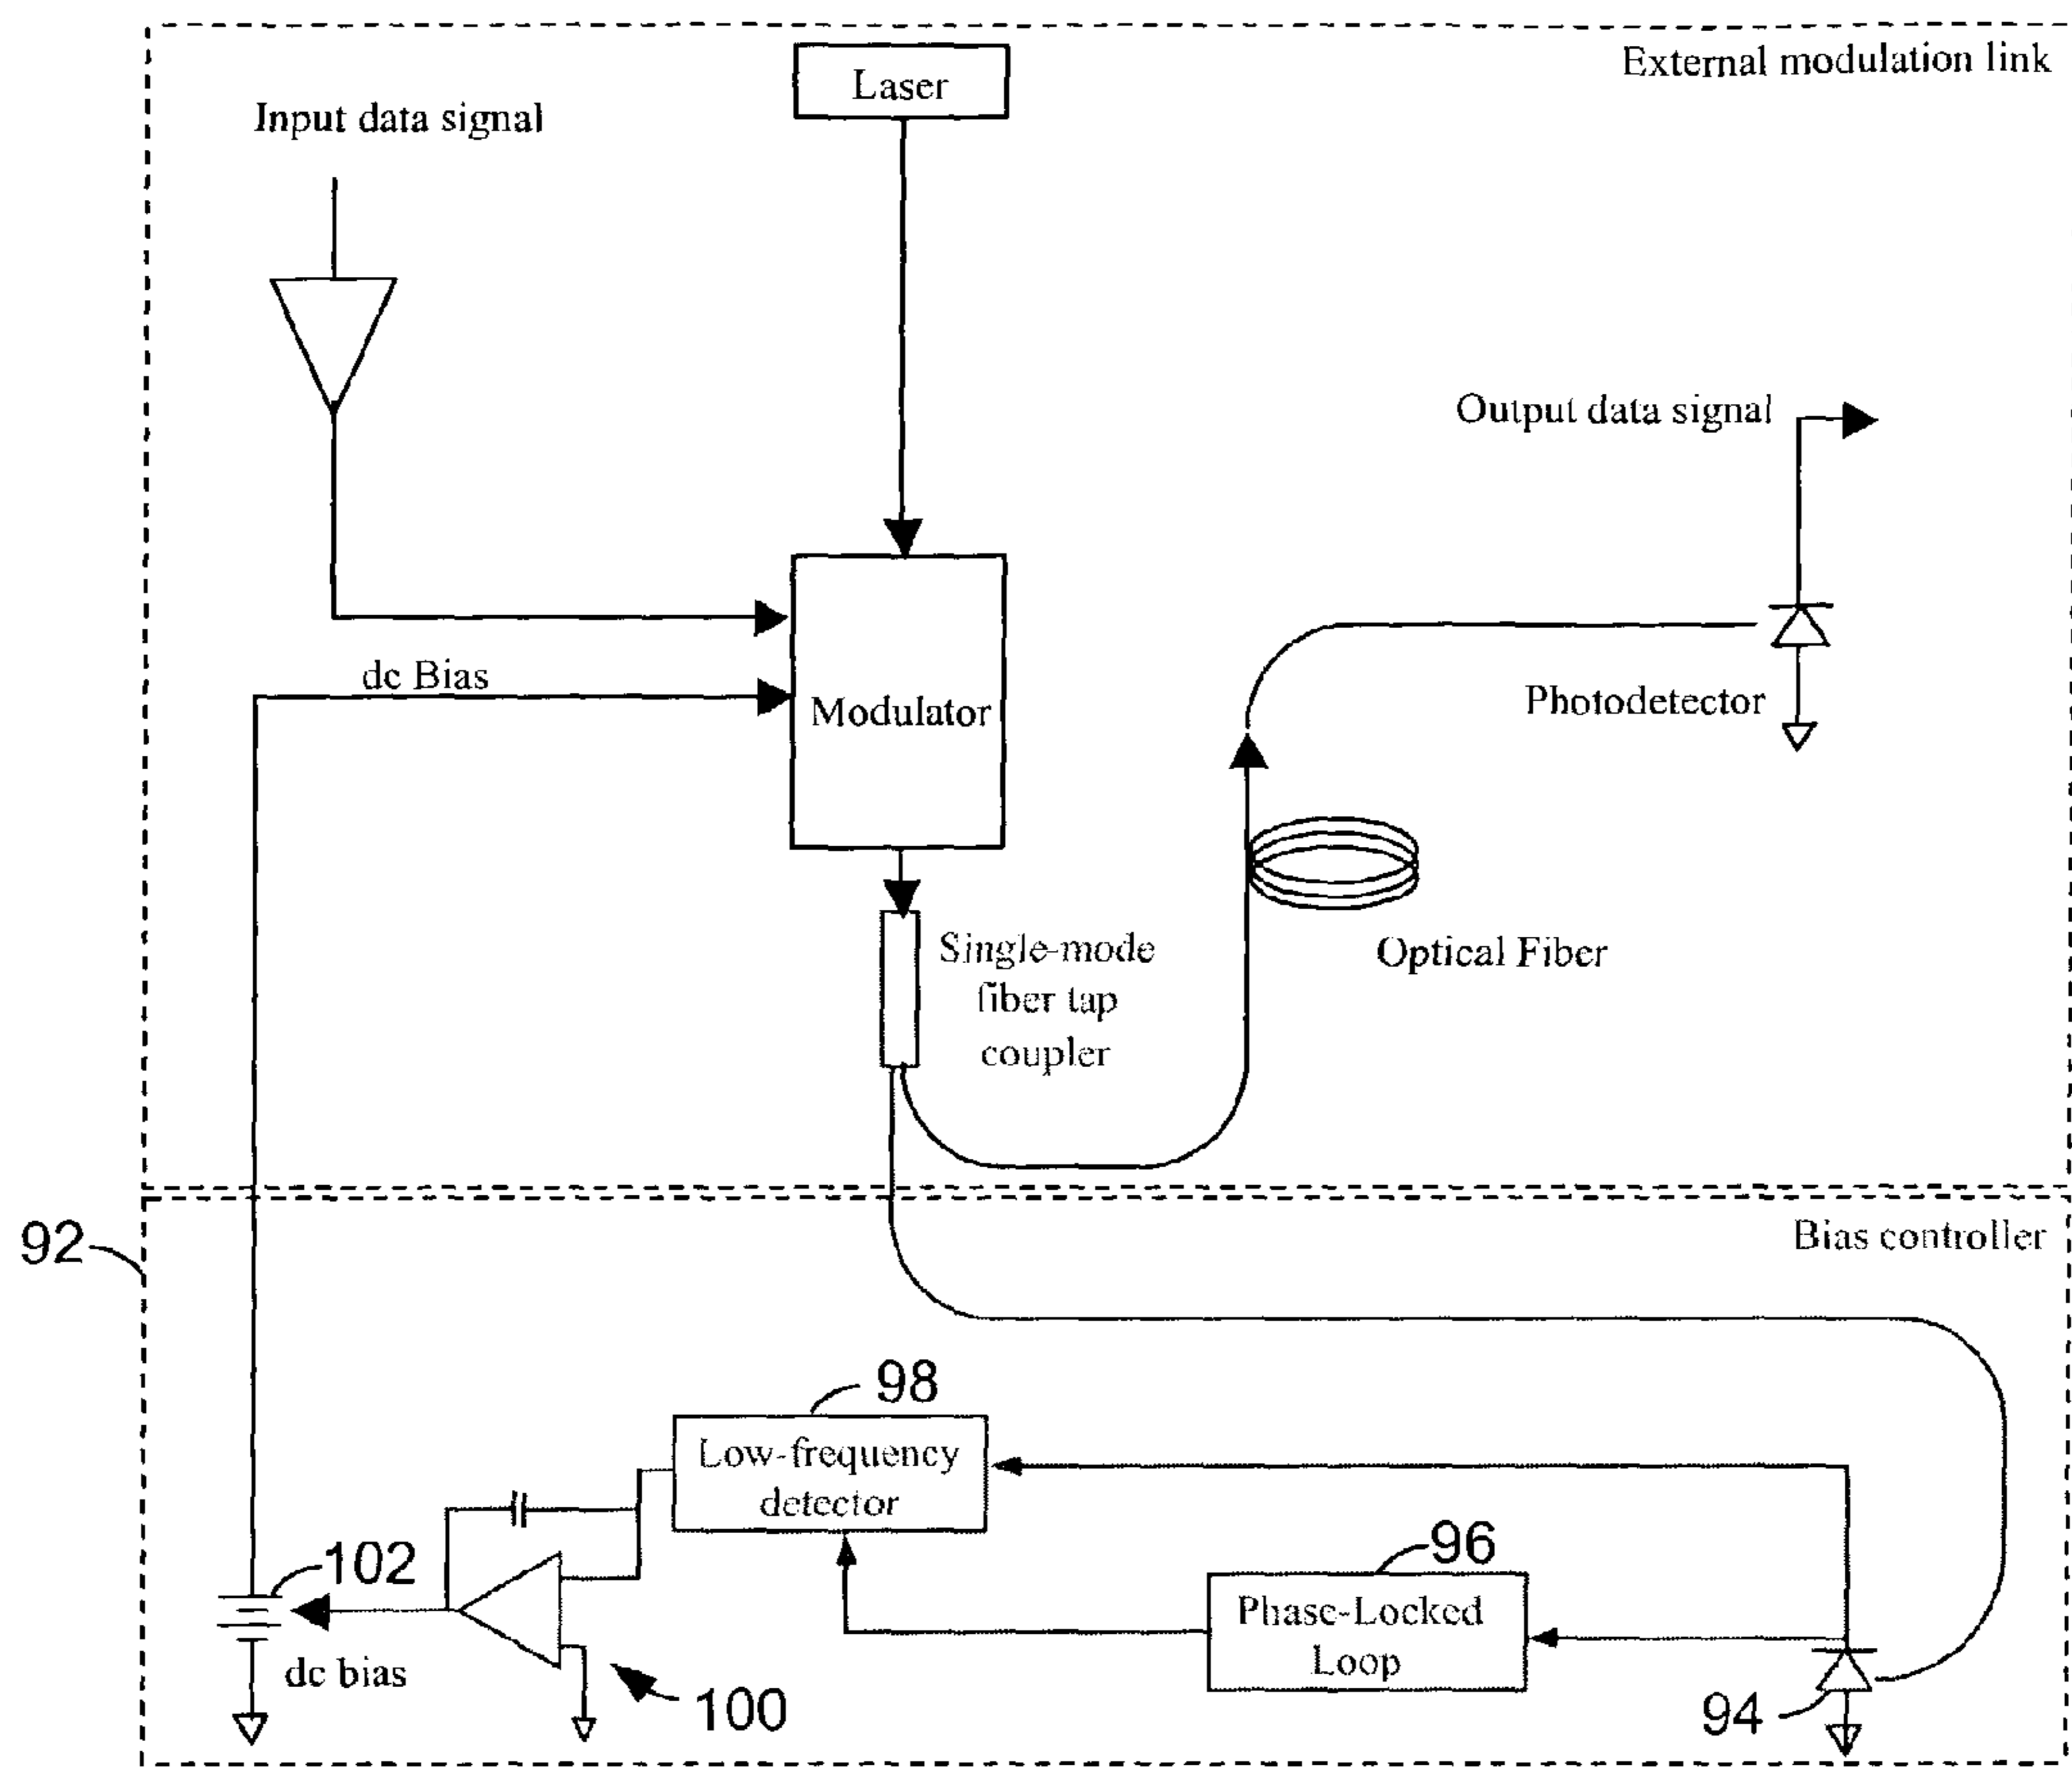 External modulation link
Laser
Input data signal
Output data signal
dc Bias
Modulator
Photodetector
Single-mode
fiber tap
coupler
Optical Fiber
92
Bias controller
98
Low-frequency
detector
96
Phase-Locked
Loop
102
dc bias
100
94